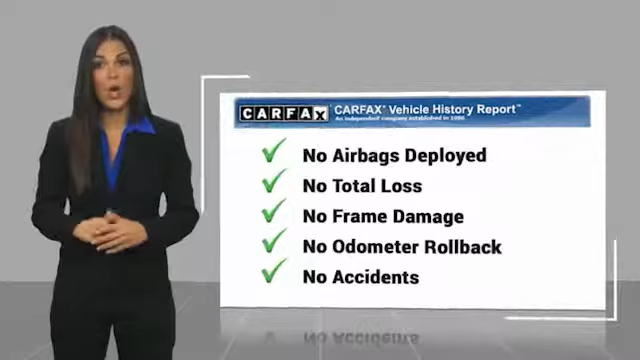 CARFAX CARFAX® Vehicle History Report™
An independent company established in 1986
No Airbags Deployed
No Total Loss
No Frame Damage
No Odometer Rollback
No Accidents